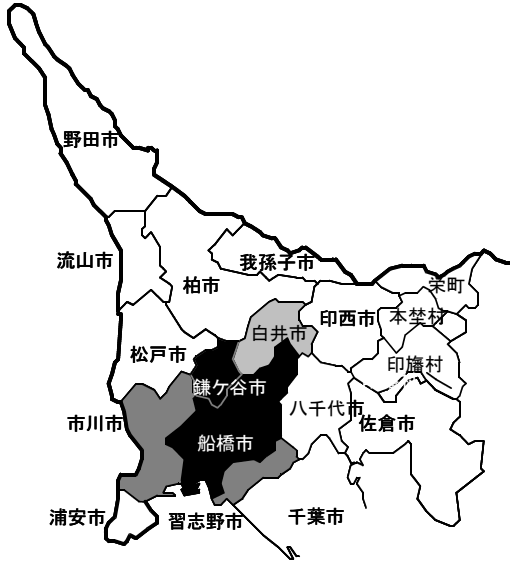 野田市
流山市
我孫子市
柏市
栄町
本埜村
印西市
白井市
松戸市
印旛村
鎌ケ谷市
八千代市
市川市
佐倉市
船橋市
浦安市
習志野市
千葉市